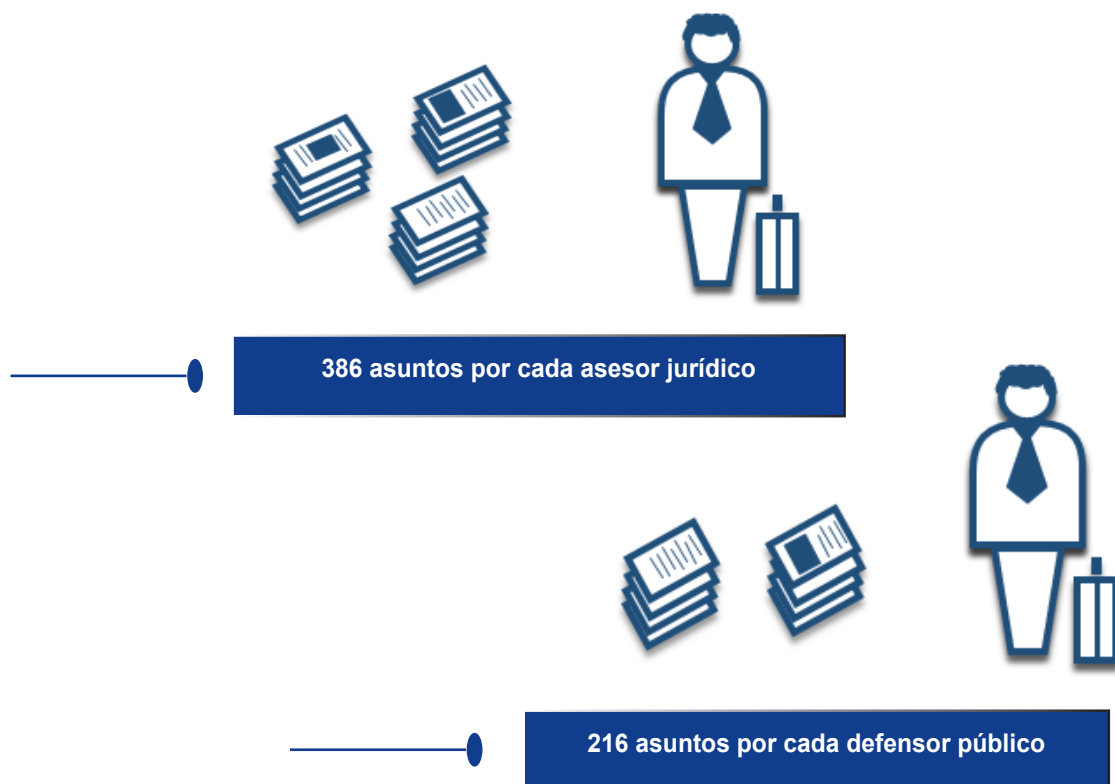 386 asuntos por cada asesor jurídico
216 asuntos por cada defensor público